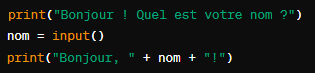 print("Bonjour ! Quel est votre nom ?")
nom = input()
print("Bonjour, " + nom + "!")